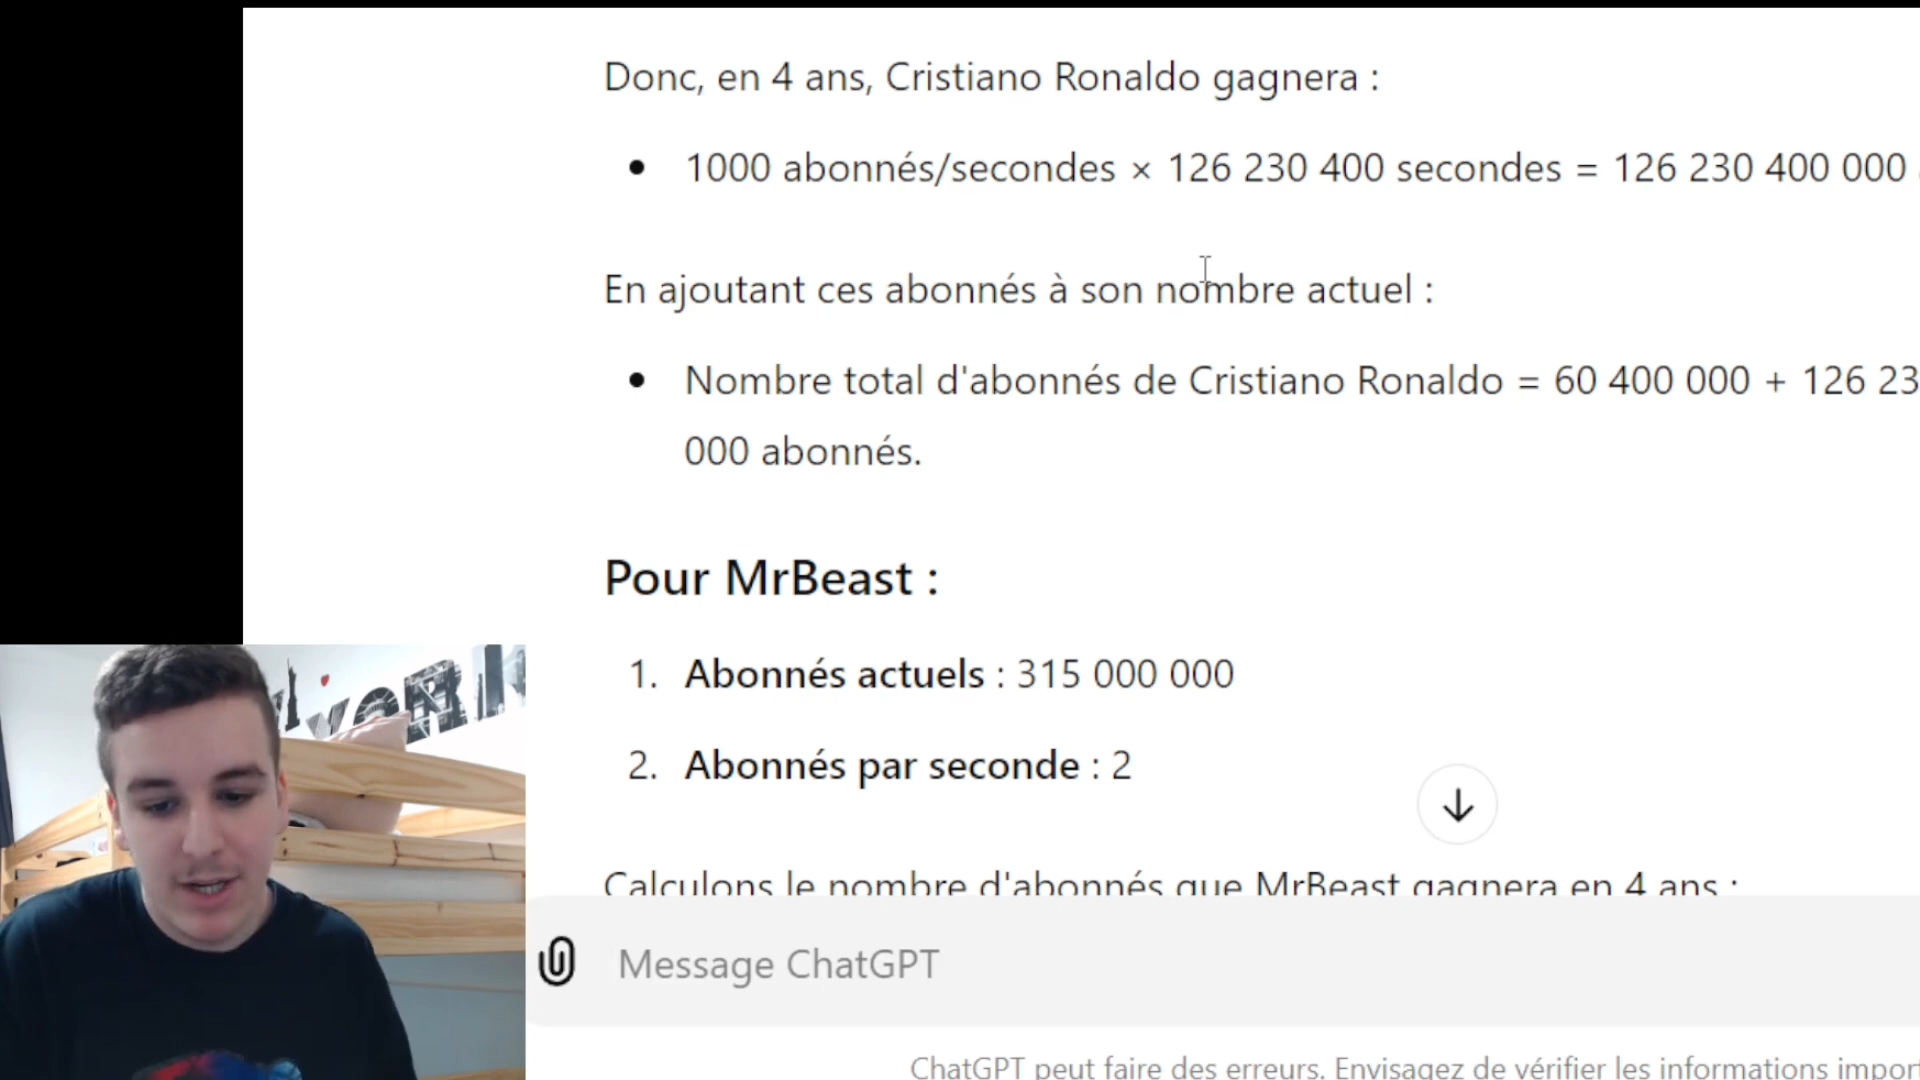 Donc, en 4 ans, Cristiano Ronaldo gagnera :
• 1000 abonnés/secondes × 126 230 400 secondes = 126 230 400 000
En ajoutant ces abonnés à son nombre actuel :
• Nombre total d'abonnés de Cristiano Ronaldo = 60 400 000 + 126 23
000 abonnés.
Pour MrBeast :
1. Abonnés actuels : 315 000 000
2. Abonnés par seconde : 2
Calculons le nombre d'abonnés que MrBeast gagnera en 4 ans :
Message ChatGPT
ChatGPT peut faire des erreurs. Envisagez de vérifier les informations import